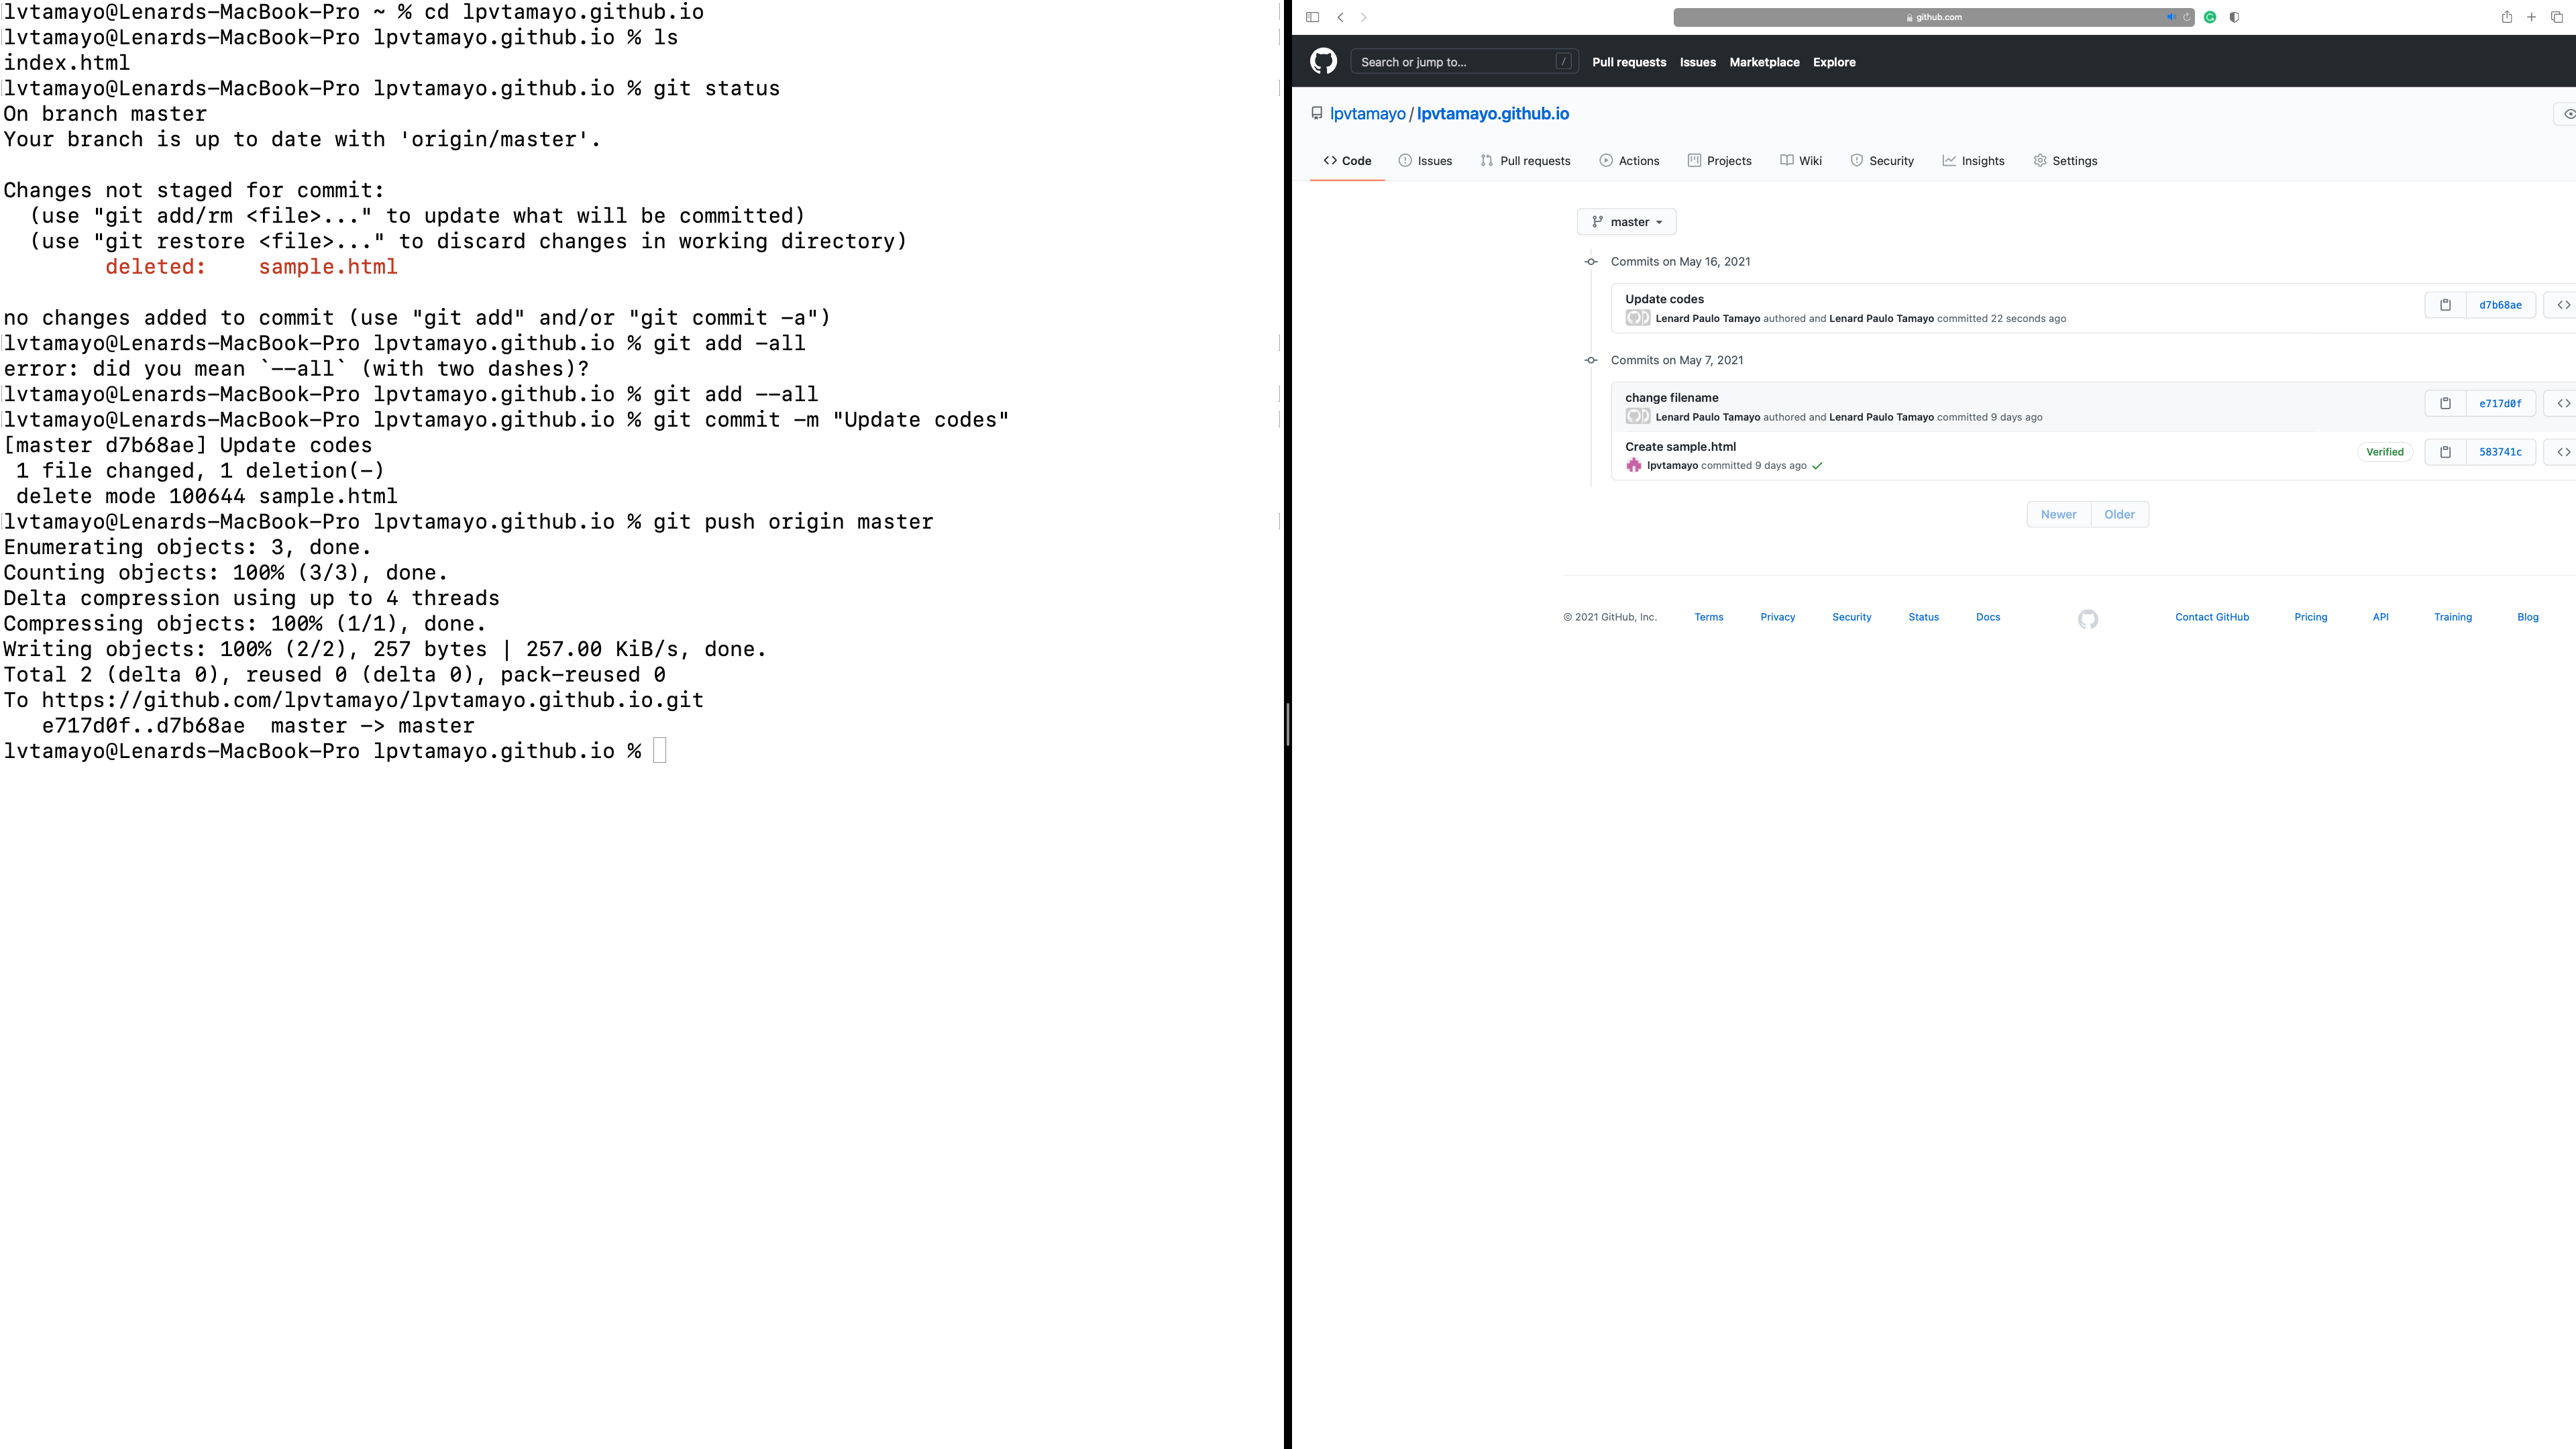 lvtamayo@Lenards-MacBook-Pro ~ % cd lpvtamayo.github.io
lvtamayo@Lenards-MacBook-Pro lpvtamayo.github.io % ls
index.html
lvtamayo@Lenards-MacBook-Pro lpvtamayo.github.io % git status
On branch master
Your branch is up to date with 'origin/master'.
Changes not staged for commit:
(use "git add/rm <file>..." to update what will be committed)
(use "git restore <file>..." to discard changes in working directory)
deleted: sample.html
no changes added to commit (use "git add" and/or "git commit -a")
lvtamayo@Lenards-MacBook-Pro lpvtamayo.github.io % git add -all
error: did you mean `--all` (with two dashes)?
lvtamayo@Lenards-MacBook-Pro lpvtamayo.github.io % git add --all
lvtamayo@Lenards-MacBook-Pro lpvtamayo.github.io % git commit -m "Update codes"
[master d7b68ae] Update codes
1 file changed, 1 deletion(-)
delete mode 100644 sample.html
lvtamayo@Lenards-MacBook-Pro lpvtamayo.github.io % git push origin master
Enumerating objects: 3, done.
Counting objects: 100% (3/3), done.
Delta compression using up to 4 threads
Compressing objects: 100% (1/1), done.
Writing objects: 100% (2/2), 257 bytes | 257.00 KiB/s, done.
Total 2 (delta 0), reused 0 (delta 0), pack-reused 0
To https://github.com/lpvtamayo/lpvtamayo.github.io.git
e717d0f..d7b68ae master -> master
lvtamayo@Lenards-MacBook-Pro lpvtamayo.github.io %
github.com
Search or jump to... / Pull requests Issues Marketplace Explore
lpvtamayo / lpvtamayo.github.io
Code Issues Pull requests Actions Projects Wiki Security Insights Settings
master
Commits on May 16, 2021
Update codes
Lenard Paulo Tamayo authored and Lenard Paulo Tamayo committed 22 seconds ago
d7b68ae
Commits on May 7, 2021
change filename
Lenard Paulo Tamayo authored and Lenard Paulo Tamayo committed 9 days ago
e717d0f
Create sample.html
lpvtamayo committed 9 days ago
Verified 583741c
Newer Older
© 2021 GitHub, Inc. Terms Privacy Security Status Docs Contact GitHub Pricing API Training Blog